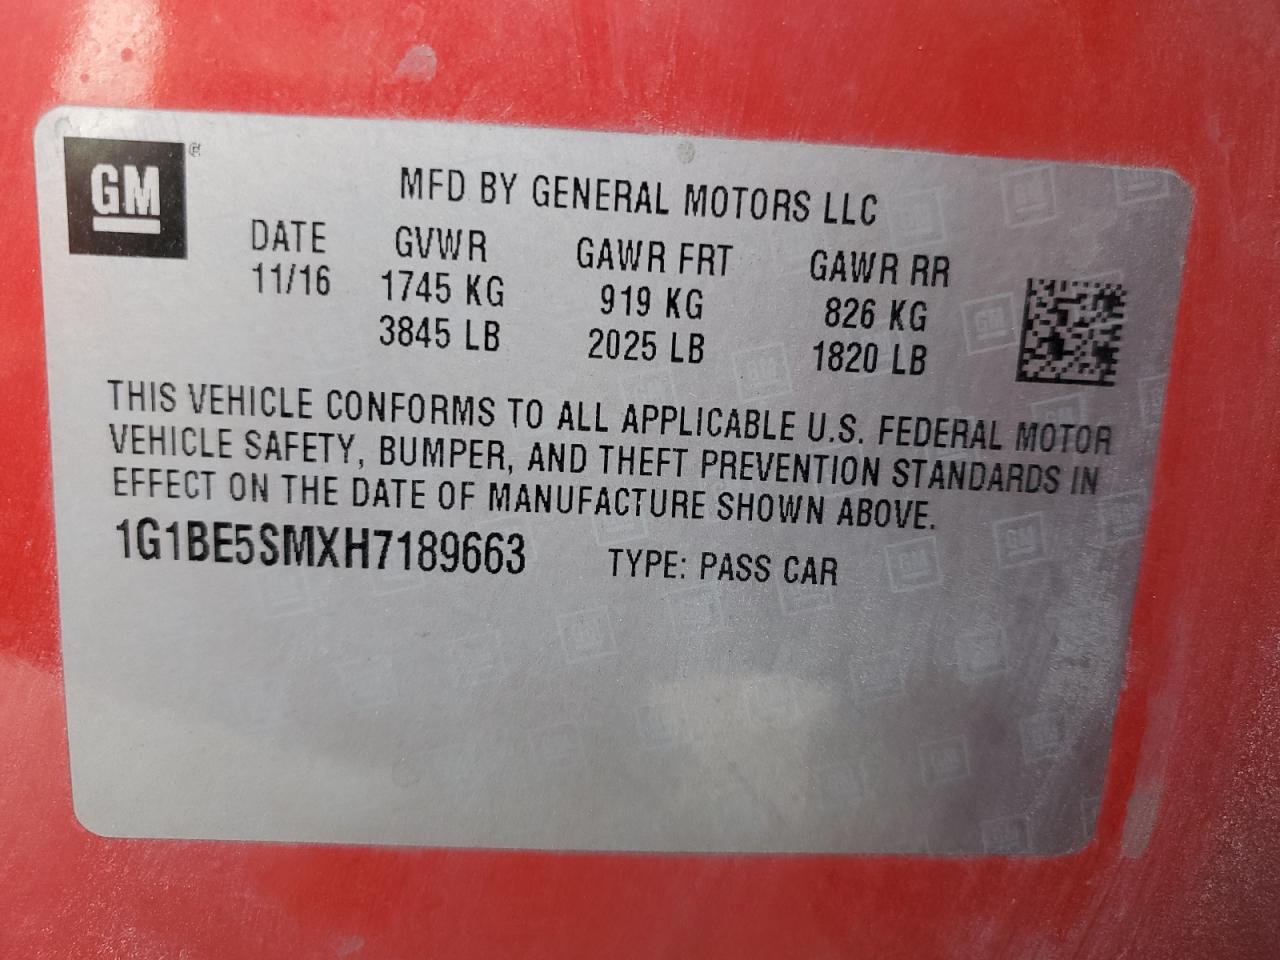 GM
MFD BY GENERAL MOTORS LLC
DATE GVWR GAWR FRT GAWR RR
11/16 1745 KG 919 KG 826 KG
3845 LB 2025 LB 1820 LB
THIS VEHICLE CONFORMS TO ALL APPLICABLE U.S. FEDERAL MOTOR
VEHICLE SAFETY, BUMPER, AND THEFT PREVENTION STANDARDS IN
EFFECT ON THE DATE OF MANUFACTURE SHOWN ABOVE.
1G1BE5SMXH7189663 TYPE: PASS CAR